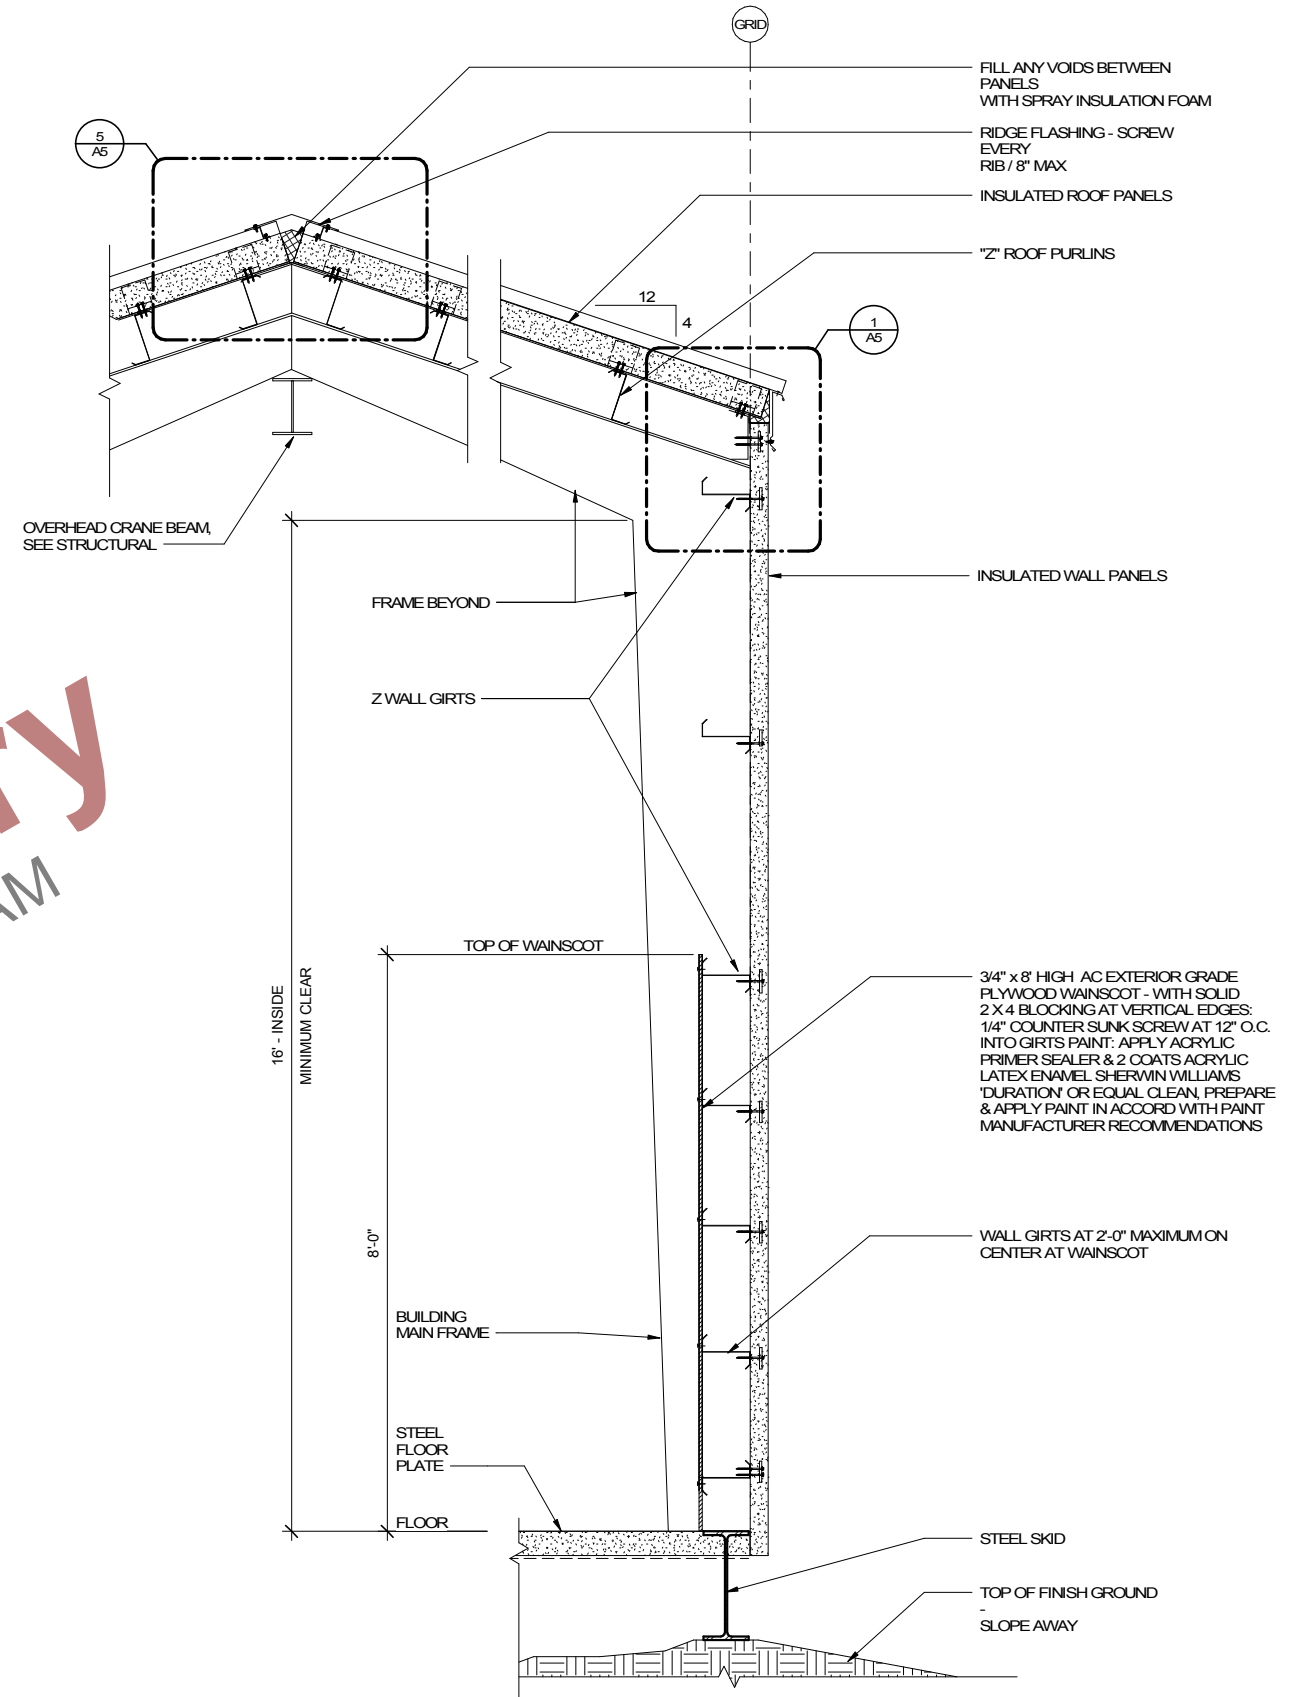 GRID
FILL ANY VOIDS BETWEEN
PANELS
WITH SPRAY INSULATION FOAM
5
A5
RIDGE FLASHING - SCREW
EVERY
RIB / 8" MAX
INSULATED ROOF PANELS
"Z" ROOF PURLINS
12
4
1
A5
OVERHEAD CRANE BEAM,
SEE STRUCTURAL
INSULATED WALL PANELS
FRAME BEYOND
Z WALL GIRTS
ry
AM
TOP OF WAINSCOT
16' - INSIDE
MINIMUM CLEAR
3/4" x 8' HIGH AC EXTERIOR GRADE
PLYWOOD WAINSCOT - WITH SOLID
2 X 4 BLOCKING AT VERTICAL EDGES:
1/4" COUNTER SUNK SCREW AT 12" O.C.
INTO GIRTS PAINT: APPLY ACRYLIC
PRIMER SEALER & 2 COATS ACRYLIC
LATEX ENAMEL SHERWIN WILLIAMS
'DURATION' OR EQUAL CLEAN, PREPARE
& APPLY PAINT IN ACCORD WITH PAINT
MANUFACTURER RECOMMENDATIONS
8'-0"
WALL GIRTS AT 2'-0" MAXIMUM ON
CENTER AT WAINSCOT
BUILDING
MAIN FRAME
STEEL
FLOOR
PLATE
FLOOR
STEEL SKID
TOP OF FINISH GROUND
-
SLOPE AWAY